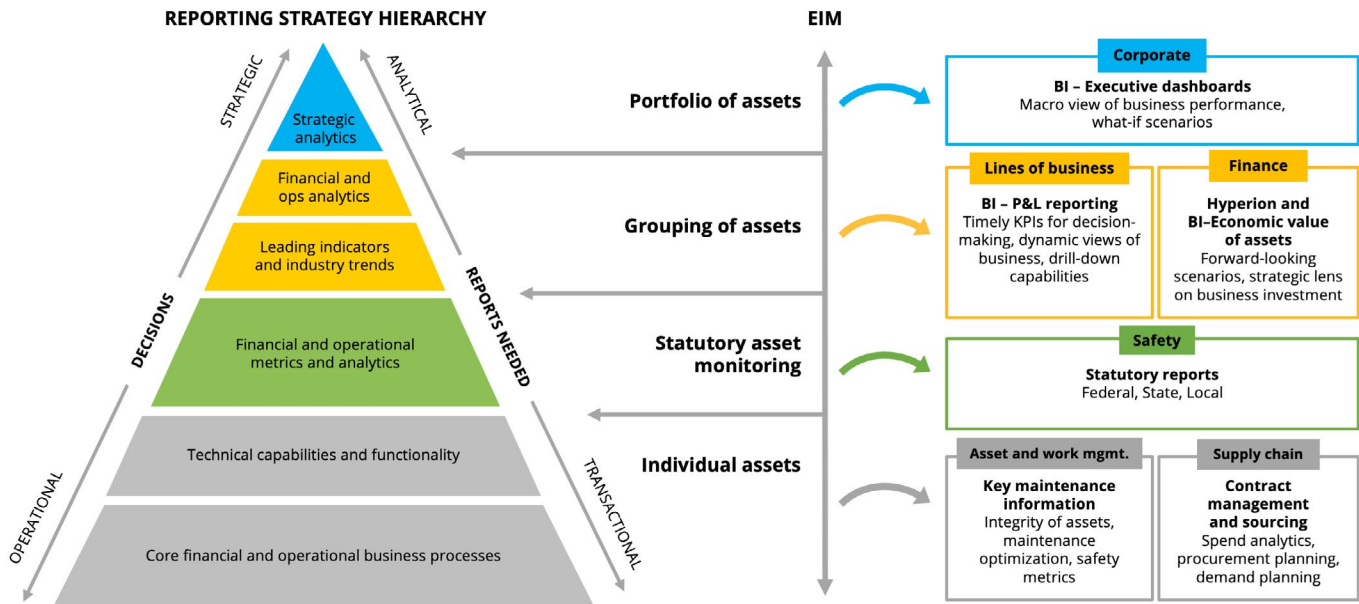 REPORTING STRATEGY HIERARCHY
STRATEGIC
ANALYTICAL
DECISIONS
REPORTS NEEDED
OPERATIONAL
TRANSACTIONAL
Strategic
analytics
Financial and
ops analytics
Leading indicators
and industry trends
Financial and operational
metrics and analytics
Technical capabilities and functionality
Core financial and operational business processes
EIM
Portfolio of assets
Grouping of assets
Statutory asset
monitoring
Individual assets
Corporate
BI – Executive dashboards
Macro view of business performance,
what-if scenarios
Lines of business
BI – P&L reporting
Timely KPIs for decision-
making, dynamic views of
business, drill-down
capabilities
Finance
Hyperion and
BI–Economic value
of assets
Forward-looking
scenarios, strategic lens
on business investment
Safety
Statutory reports
Federal, State, Local
Asset and work mgmt.
Key maintenance
information
Integrity of assets,
maintenance
optimization, safety
metrics
Supply chain
Contract
management
and sourcing
Spend analytics,
procurement planning,
demand planning